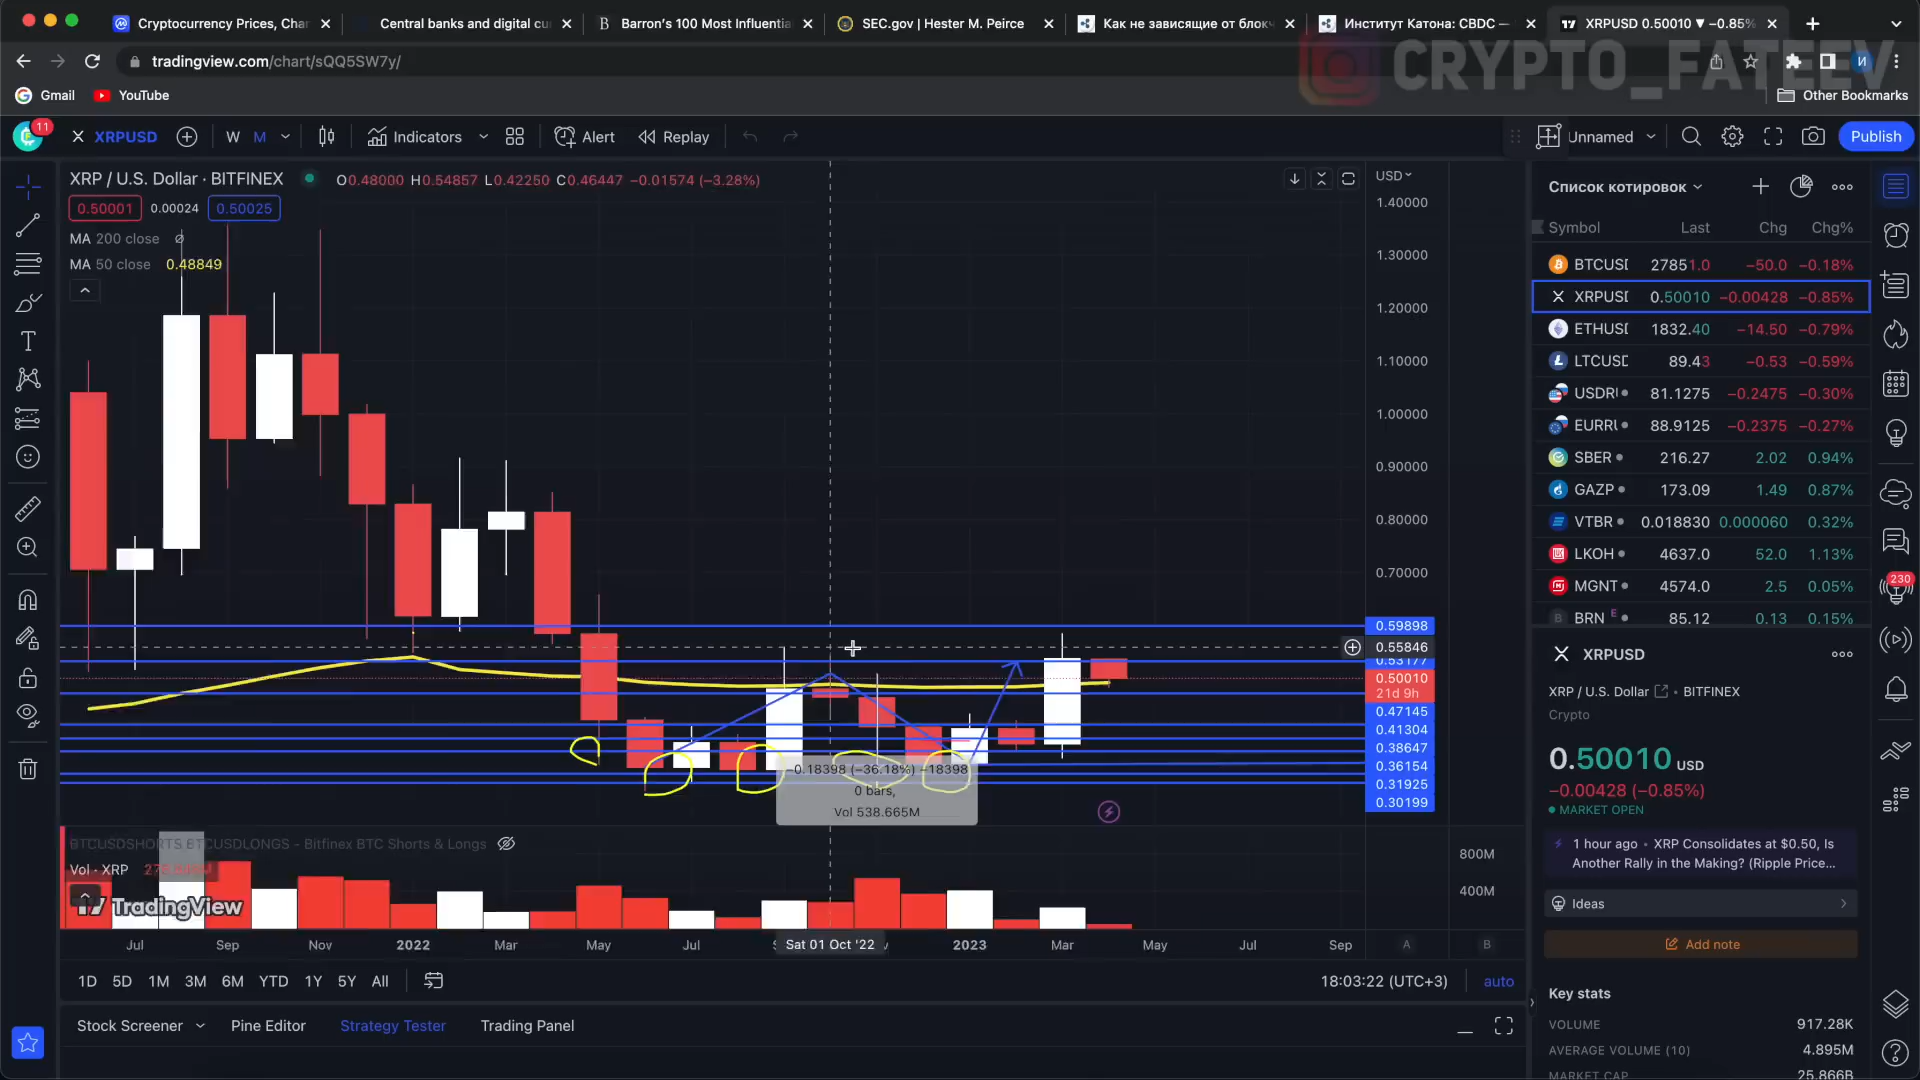 Cryptocurrency Prices, Char
Central banks and digital cu
Barron's 100 Most Influentia
SEC.gov | Hester M. Peirce
Как не зависящие от блокч
Институт Катона: CBDC —
XRPUSD 0.50010 ▼ −0.85%
tradingview.com/chart/sQQ5SW7y/
CRYPTO_FATEEV
Gmail
YouTube
Other Bookmarks
11
XRPUSD
W
M
Indicators
Alert
Replay
Unnamed
Publish
XRP / U.S. Dollar · BITFINEX
O0.48000 H0.54857 L0.42250 C0.46447 −0.01574 (−3.28%)
0.50001
0.00024
0.50025
MA 200 close ∅
MA 50 close 0.48849
USD
1.40000
1.30000
1.20000
1.10000
1.00000
0.90000
0.80000
0.70000
0.59898
0.55846
0.53177
0.50010
21d 9h
0.47145
0.41304
0.38647
0.36154
0.31925
0.30199
−0.18398 (−36.18%) −18398
0 bars,
Vol 538.665M
BTCUSDSHORTS BTCUSDLONGS - Bitfinex BTC Shorts & Longs
Vol · XRP
TradingView
800M
400M
Jul
Sep
Nov
2022
Mar
May
Jul
Sat 01 Oct '22
2023
Mar
May
Jul
Sep
A
B
1D 5D 1M 3M 6M YTD 1Y 5Y All
18:03:22 (UTC+3)
auto
Stock Screener
Pine Editor
Strategy Tester
Trading Panel
Список котировок
Symbol Last Chg Chg%
BTCUSD 27851.0 −50.0 −0.18%
XRPUSD 0.50010 −0.00428 −0.85%
ETHUSD 1832.40 −14.50 −0.79%
LTCUSD 89.43 −0.53 −0.59%
USDRU 81.1275 −0.2475 −0.30%
EURRU 88.9125 −0.2375 −0.27%
SBER 216.27 2.02 0.94%
GAZP 173.09 1.49 0.87%
VTBR 0.018830 0.000060 0.32%
LKOH 4637.0 52.0 1.13%
MGNT 4574.0 2.5 0.05%
BRN E 85.12 0.13 0.15%
230
XRPUSD
XRP / U.S. Dollar
BITFINEX
Crypto
0.50010 USD
−0.00428 (−0.85%)
MARKET OPEN
1 hour ago • XRP Consolidates at $0.50, Is
Another Rally in the Making? (Ripple Price...
Ideas
Add note
Key stats
VOLUME 917.28K
AVERAGE VOLUME (10) 4.895M
MARKET CAP 25.866B